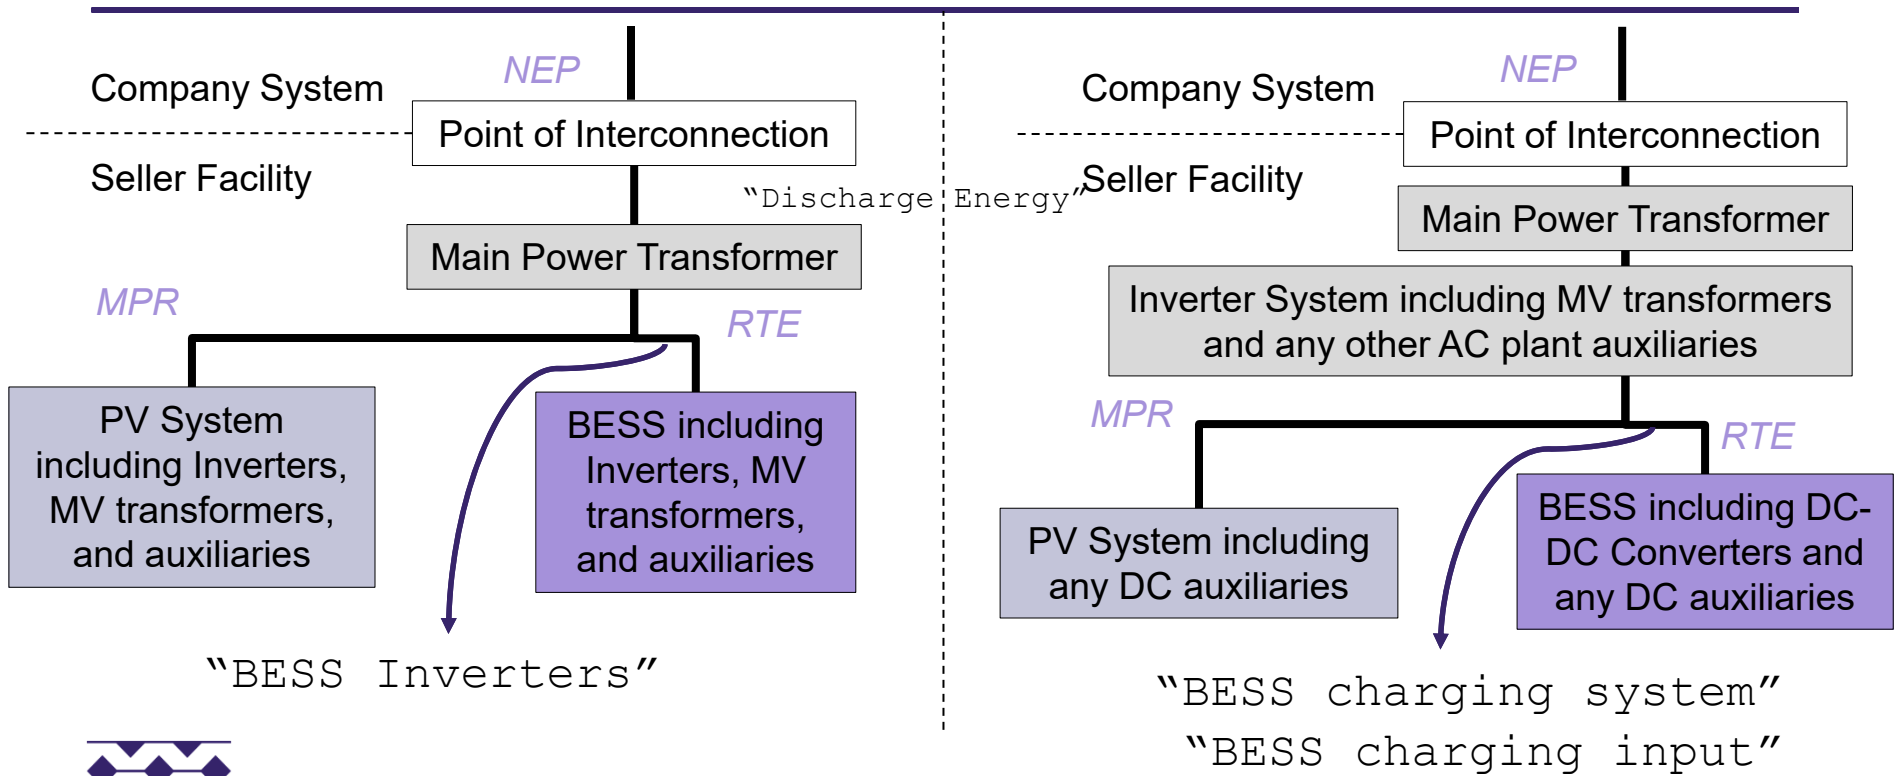 NEP
Company System
Point of Interconnection
Seller Facility
Main Power Transformer
MPR
RTE
PV System
including Inverters,
MV transformers,
and auxiliaries
BESS including
Inverters, MV
transformers,
and auxiliaries
“BESS Inverters”
“Discharge Energy”
NEP
Company System
Point of Interconnection
Seller Facility
Main Power Transformer
Inverter System including MV transformers
and any other AC plant auxiliaries
MPR
RTE
PV System including
any DC auxiliaries
BESS including DC-
DC Converters and
any DC auxiliaries
“BESS charging system”
“BESS charging input”